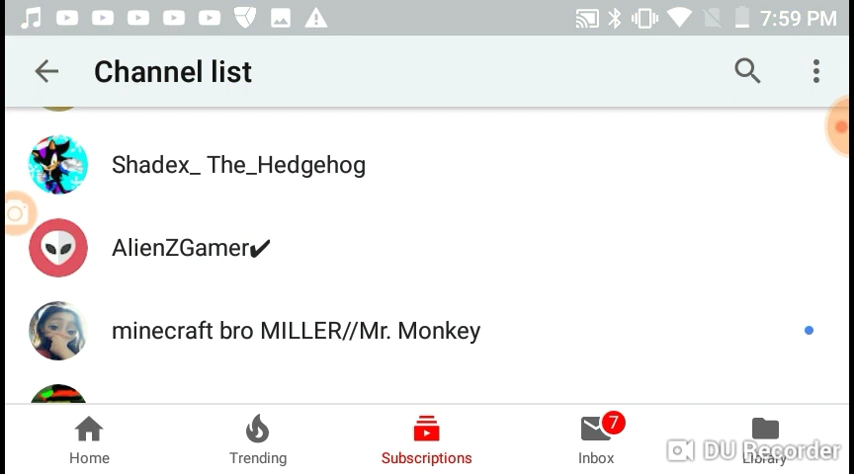 7:59 PM
Channel list
Shadex_ The_Hedgehog
AlienZGamer✔
minecraft bro MILLER//Mr. Monkey
7
Home Trending Subscriptions Inbox Library
DU Recorder